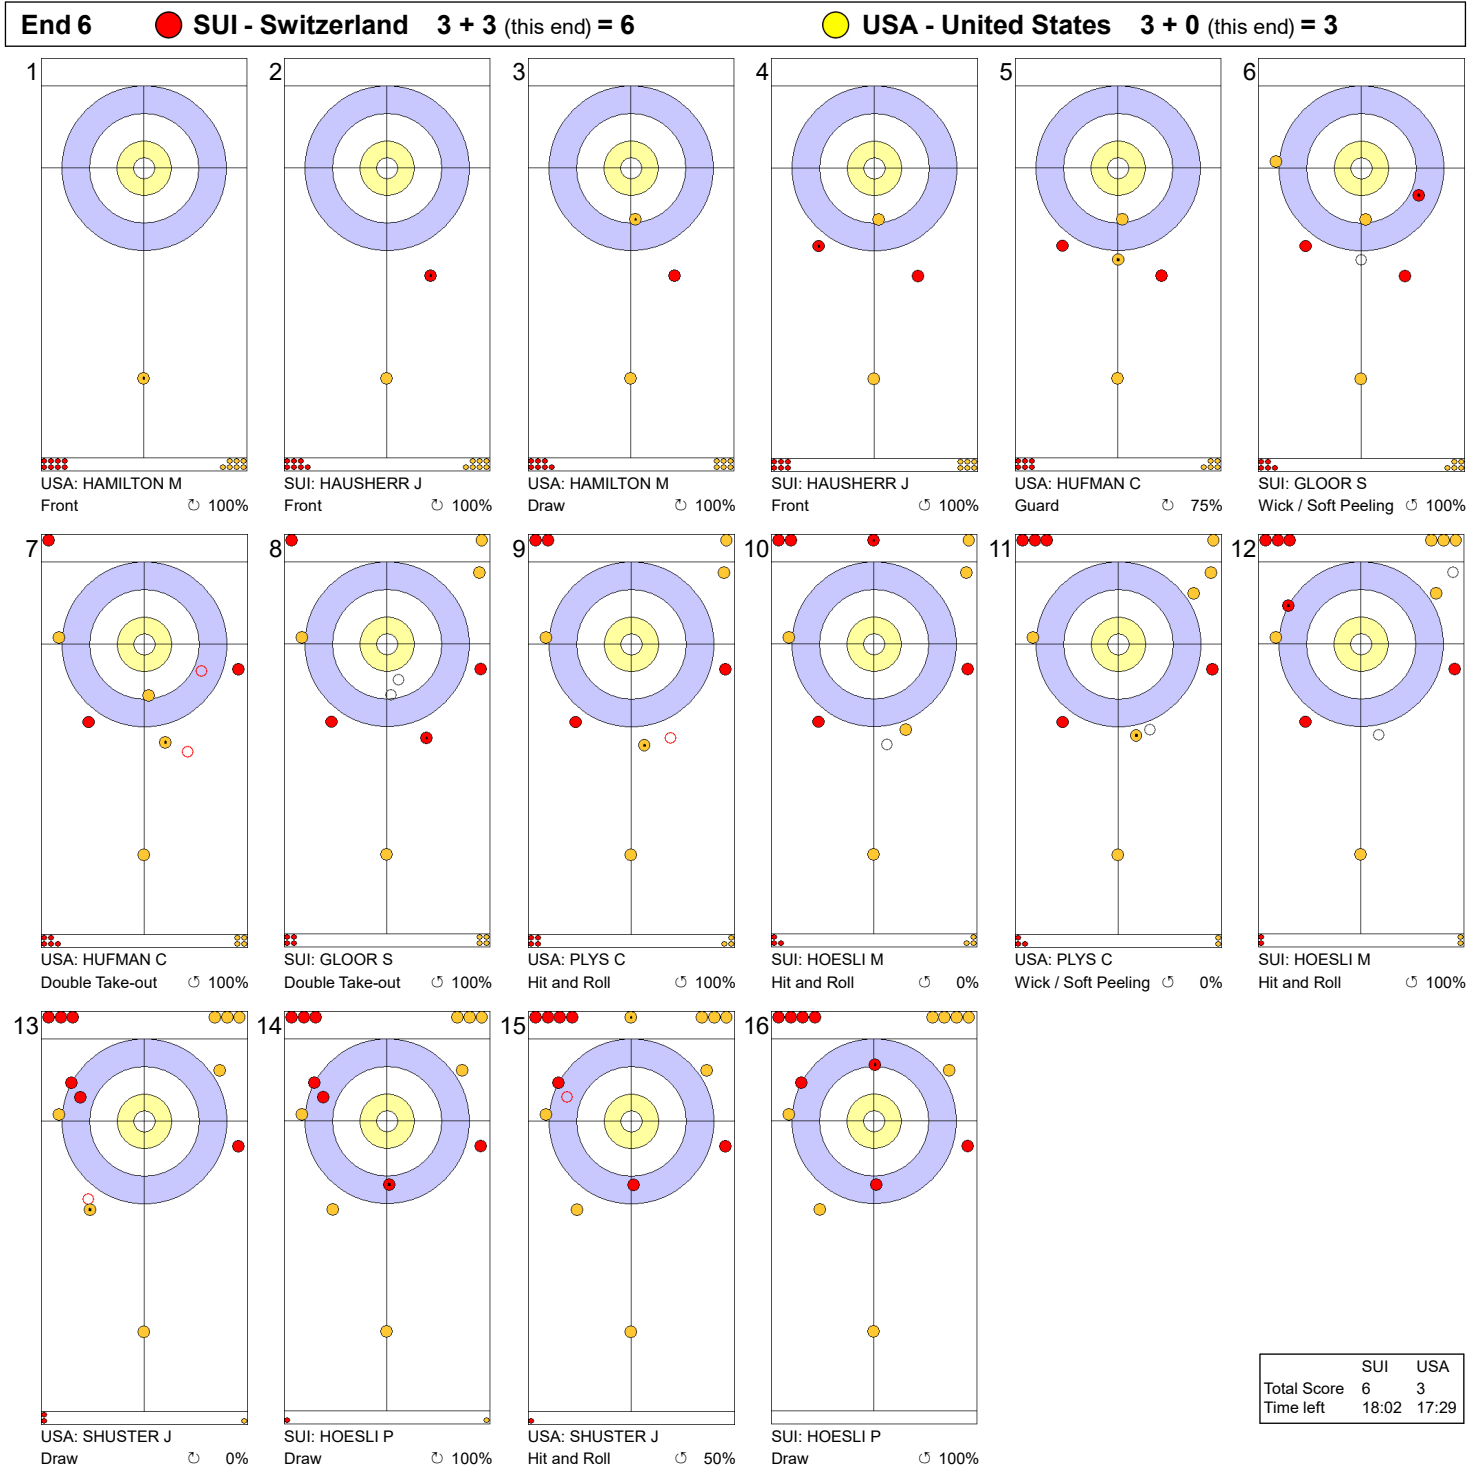 End 6 SUI - Switzerland 3 + 3 (this end) = 6 USA - United States 3 + 0 (this end) = 3
1 2 3 4 5 6
USA: HAMILTON M SUI: HAUSHERR J USA: HAMILTON M SUI: HAUSHERR J USA: HUFMAN C SUI: GLOOR S
Front ↻ 100% Front ↻ 100% Draw ↻ 100% Front ↻ 100% Guard ↻ 75% Wick / Soft Peeling ↺ 100%
7 8 9 10 11 12
USA: HUFMAN C SUI: GLOOR S USA: PLYS C SUI: HOESLI M USA: PLYS C SUI: HOESLI M
Double Take-out ↺ 100% Double Take-out ↺ 100% Hit and Roll ↺ 100% Hit and Roll ↺ 0% Wick / Soft Peeling ↺ 0% Hit and Roll ↺ 100%
13 14 15 16
USA: SHUSTER J SUI: HOESLI P USA: SHUSTER J SUI: HOESLI P
Draw ↻ 0% Draw ↻ 100% Hit and Roll ↺ 50% Draw ↺ 100%
SUI USA
Total Score 6 3
Time left 18:02 17:29